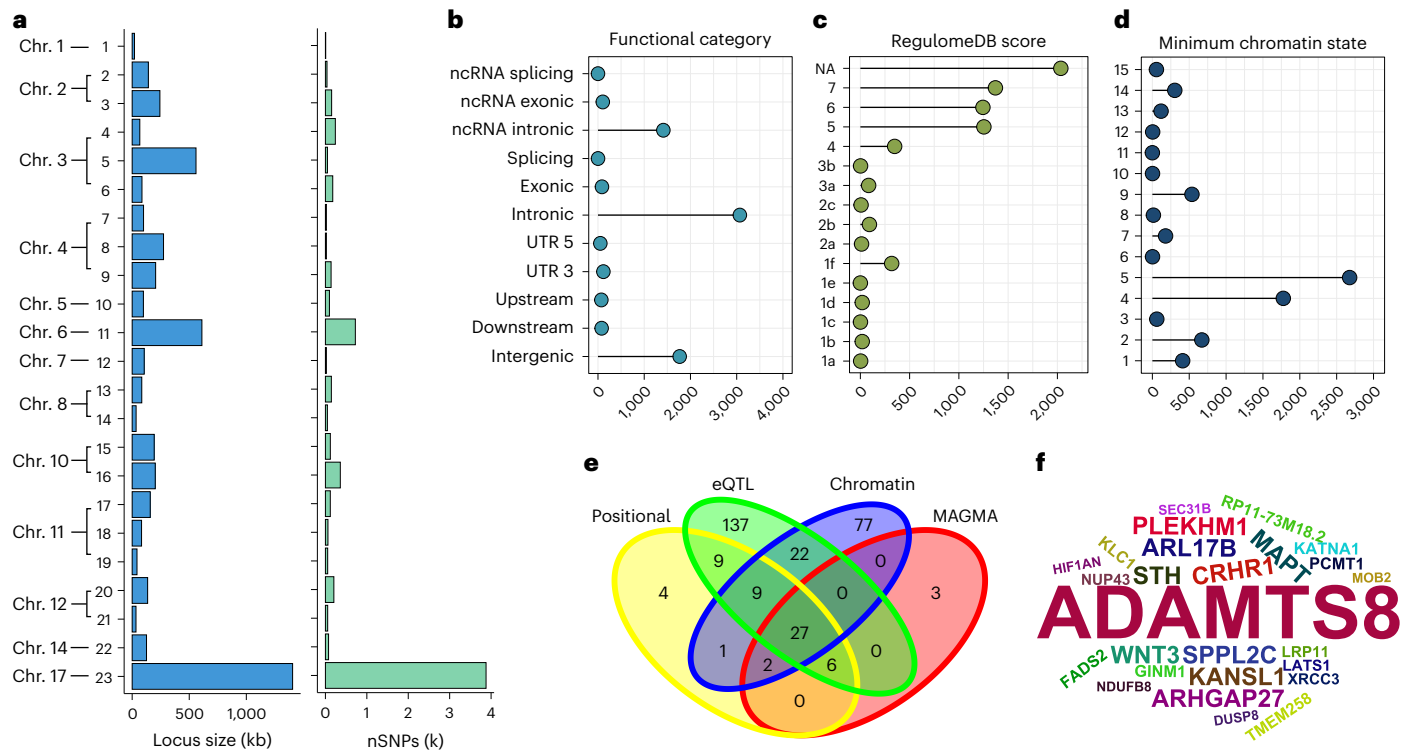 a
Chr. 1
Chr. 2
Chr. 3
Chr. 4
Chr. 5
Chr. 6
Chr. 7
Chr. 8
Chr. 10
Chr. 11
Chr. 12
Chr. 14
Chr. 17
1
2
3
4
5
6
7
8
9
10
11
12
13
14
15
16
17
18
19
20
21
22
23
0 500 1,000
Locus size (kb)
0 1 2 3 4
nSNPs (k)
b
Functional category
ncRNA splicing
ncRNA exonic
ncRNA intronic
Splicing
Exonic
Intronic
UTR 5
UTR 3
Upstream
Downstream
Intergenic
0 1,000 2,000 3,000 4,000
c
RegulomeDB score
NA
7
6
5
4
3b
3a
2c
2b
2a
1f
1e
1d
1c
1b
1a
0 500 1,000 1,500 2,000
d
Minimum chromatin state
15
14
13
12
11
10
9
8
7
6
5
4
3
2
1
0 500 1,000 1,500 2,000 2,500 3,000
e
eQTL Chromatin
Positional MAGMA
137 77
9 22 0
4 9 0 3
27
1 2 6 0
0
f
SEC31B RP11-73M18.2
PLEKHM1
KLC1 ARL17B MAPT KATNA1
HIF1AN NUP43 STH CRHR1 PCMT1 MOB2
ADAMTS8
FADS2 WNT3 SPPL2C LRP11
GINM1 KANSL1 LATS1
NDUFB8 XRCC3
ARHGAP27
DUSP8 TMEM258